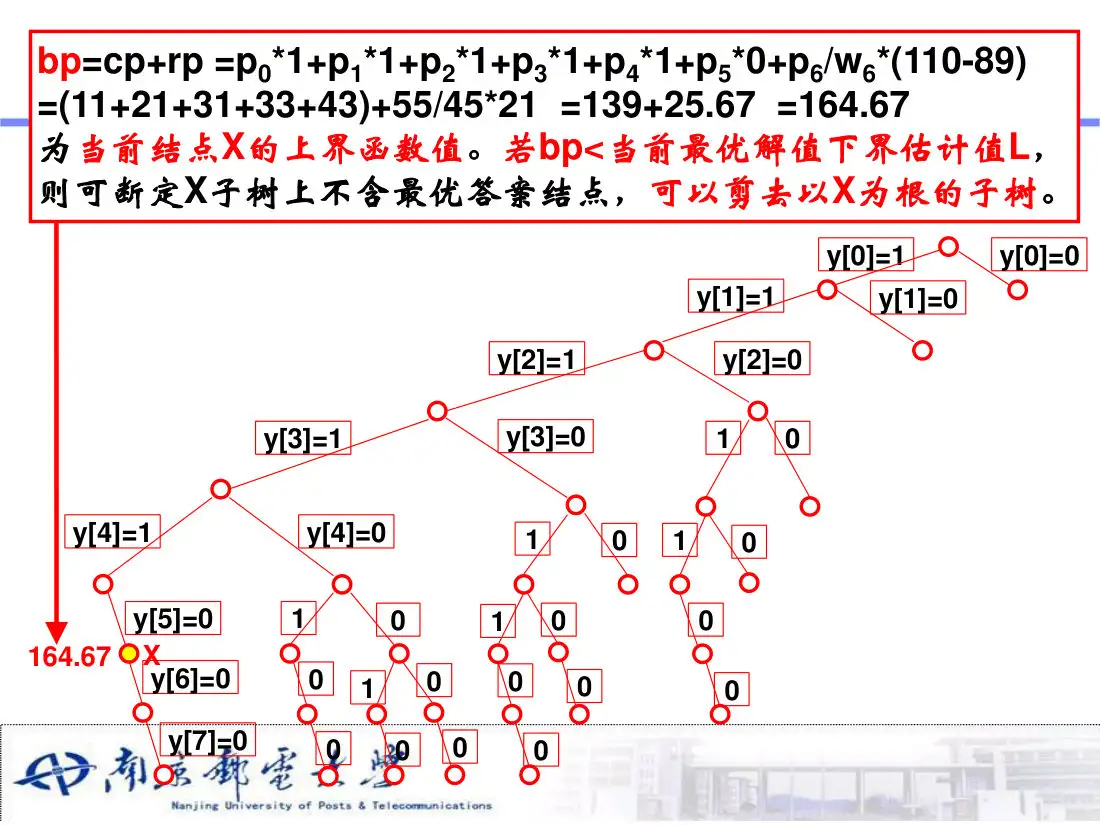 bp=cp+rp =p0*1+p1*1+p2*1+p3*1+p4*1+p5*0+p6/w6*(110-89)
=(11+21+31+33+43)+55/45*21 =139+25.67 =164.67
为当前结点X的上界函数值。若bp<当前最优解值下界估计值L，
则可断定X子树上不含最优答案结点，可以剪去以X为根的子树。
y[0]=1 y[0]=0
y[1]=1 y[1]=0
y[2]=1 y[2]=0
y[3]=1 y[3]=0 1 0
y[4]=1 y[4]=0 1 0 1 0
y[5]=0 1 0 1 0 0
164.67 X
y[6]=0 0 1 0 0 0 0
y[7]=0 0 0 0 0
南京邮电大学
Nanjing University of Posts & Telecommunications